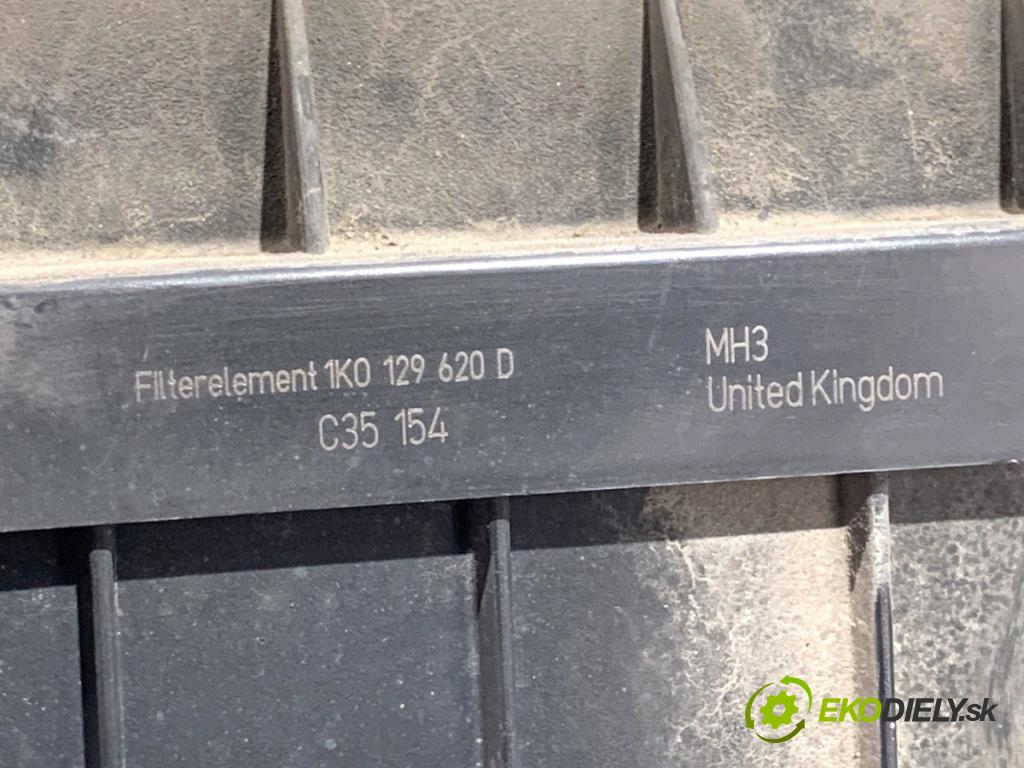 Filterelement 1K0 129 620 D
C35 154
MH3
United Kingdom
EKODIELY.sk